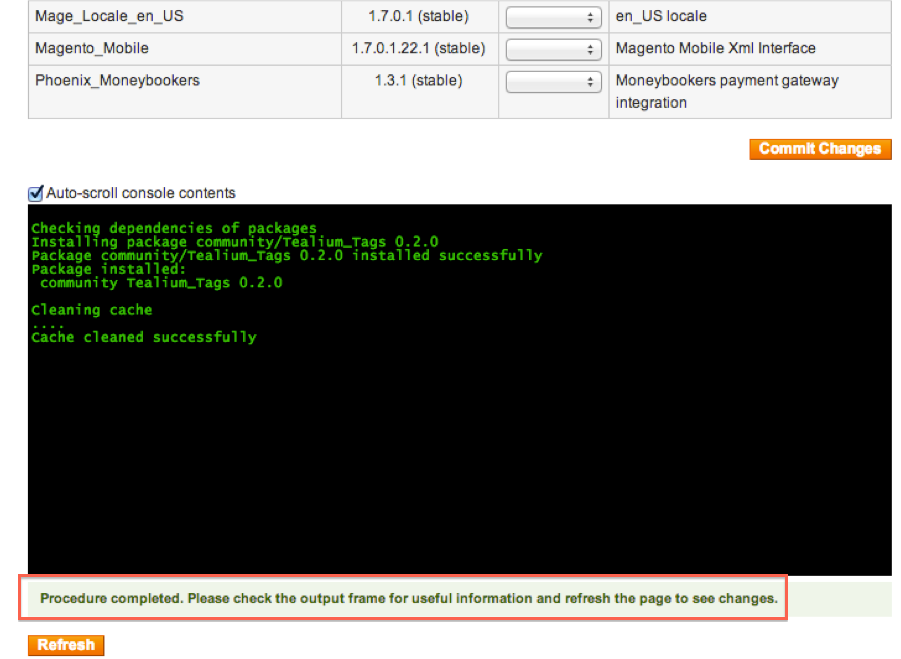 Mage_Locale_en_US 1.7.0.1 (stable) en_US locale
Magento_Mobile 1.7.0.1.22.1 (stable) Magento Mobile Xml Interface
Phoenix_Moneybookers 1.3.1 (stable) Moneybookers payment gateway
integration
Commit Changes
Auto-scroll console contents
Checking dependencies of packages
Installing package community/Tealium_Tags 0.2.0
Package community/Tealium_Tags 0.2.0 installed successfully
Package installed:
community Tealium_Tags 0.2.0
Cleaning cache
....
Cache cleaned successfully
Procedure completed. Please check the output frame for useful information and refresh the page to see changes.
Refresh